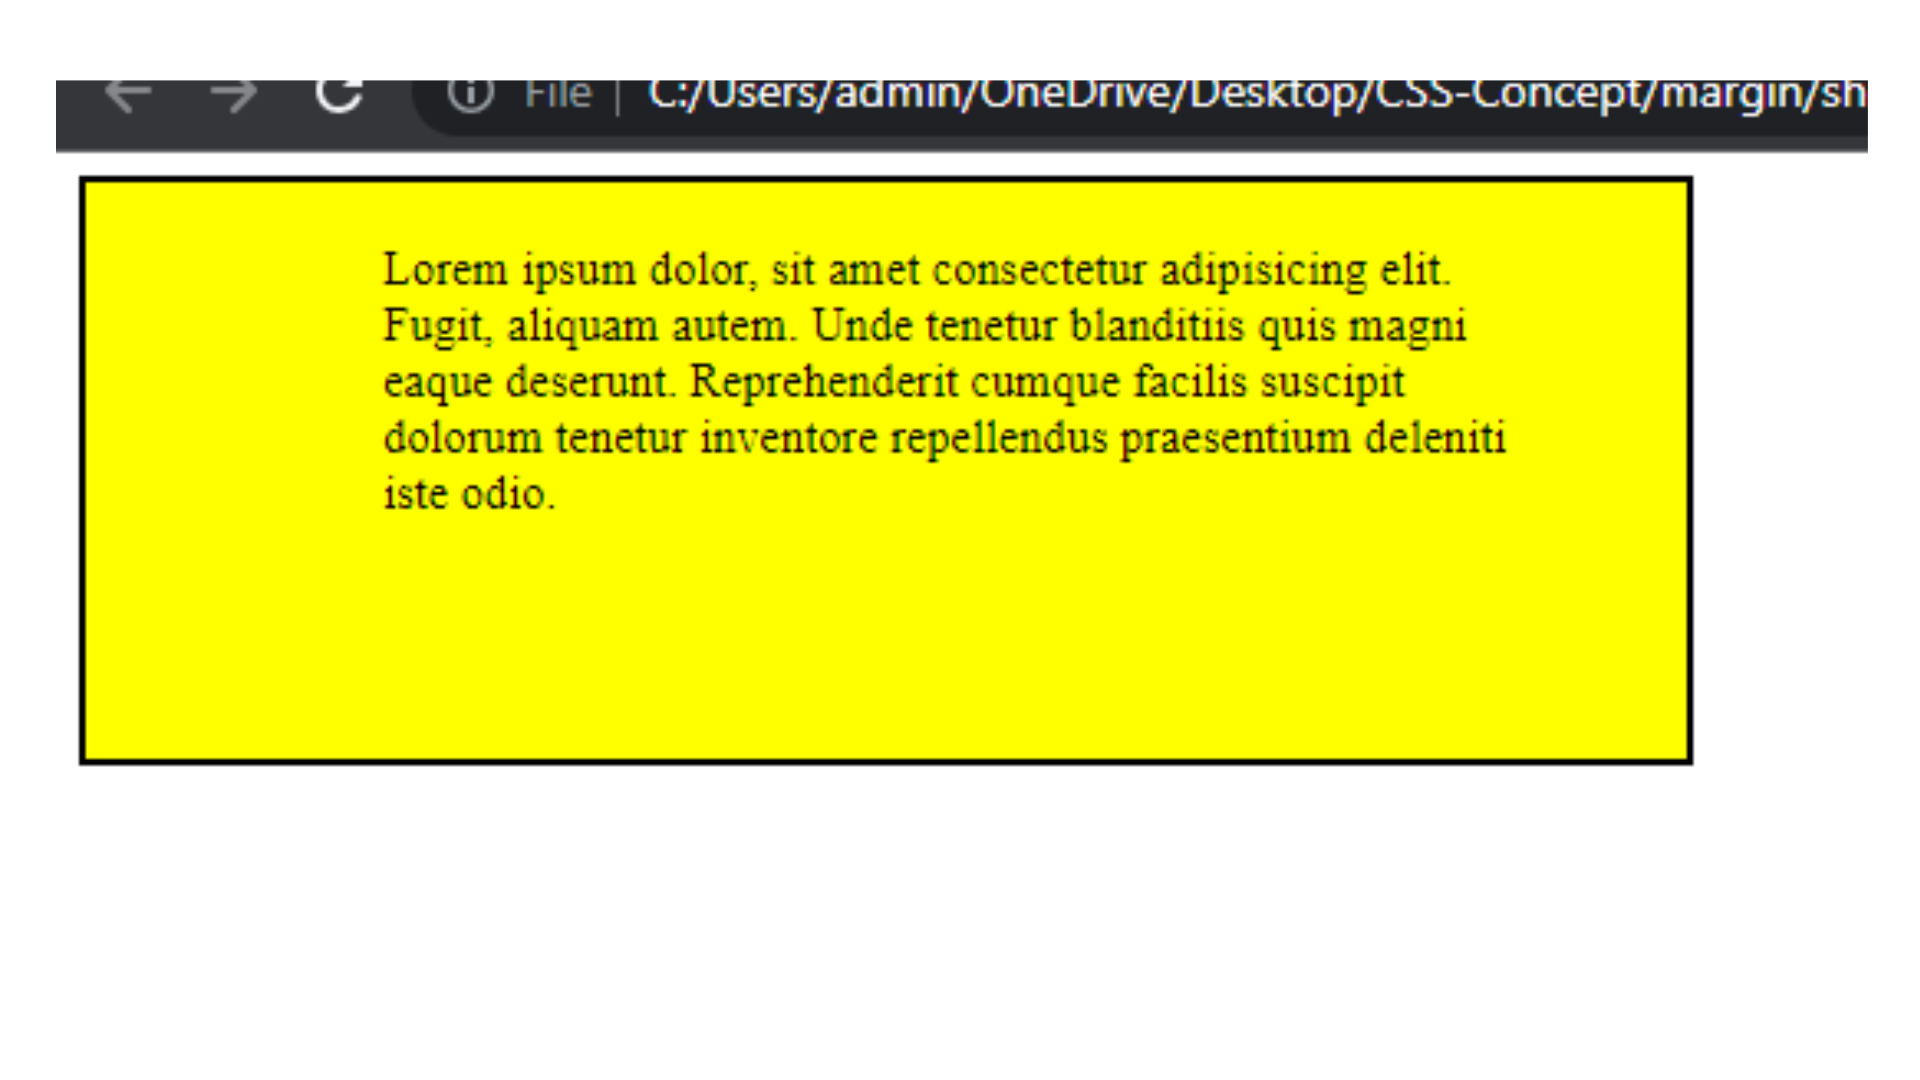 File | C:/Users/admin/OneDrive/Desktop/CSS-Concept/margin/sh
Lorem ipsum dolor, sit amet consectetur adipisicing elit.
Fugit, aliquam autem. Unde tenetur blanditiis quis magni
eaque deserunt. Reprehenderit cumque facilis suscipit
dolorum tenetur inventore repellendus praesentium deleniti
iste odio.